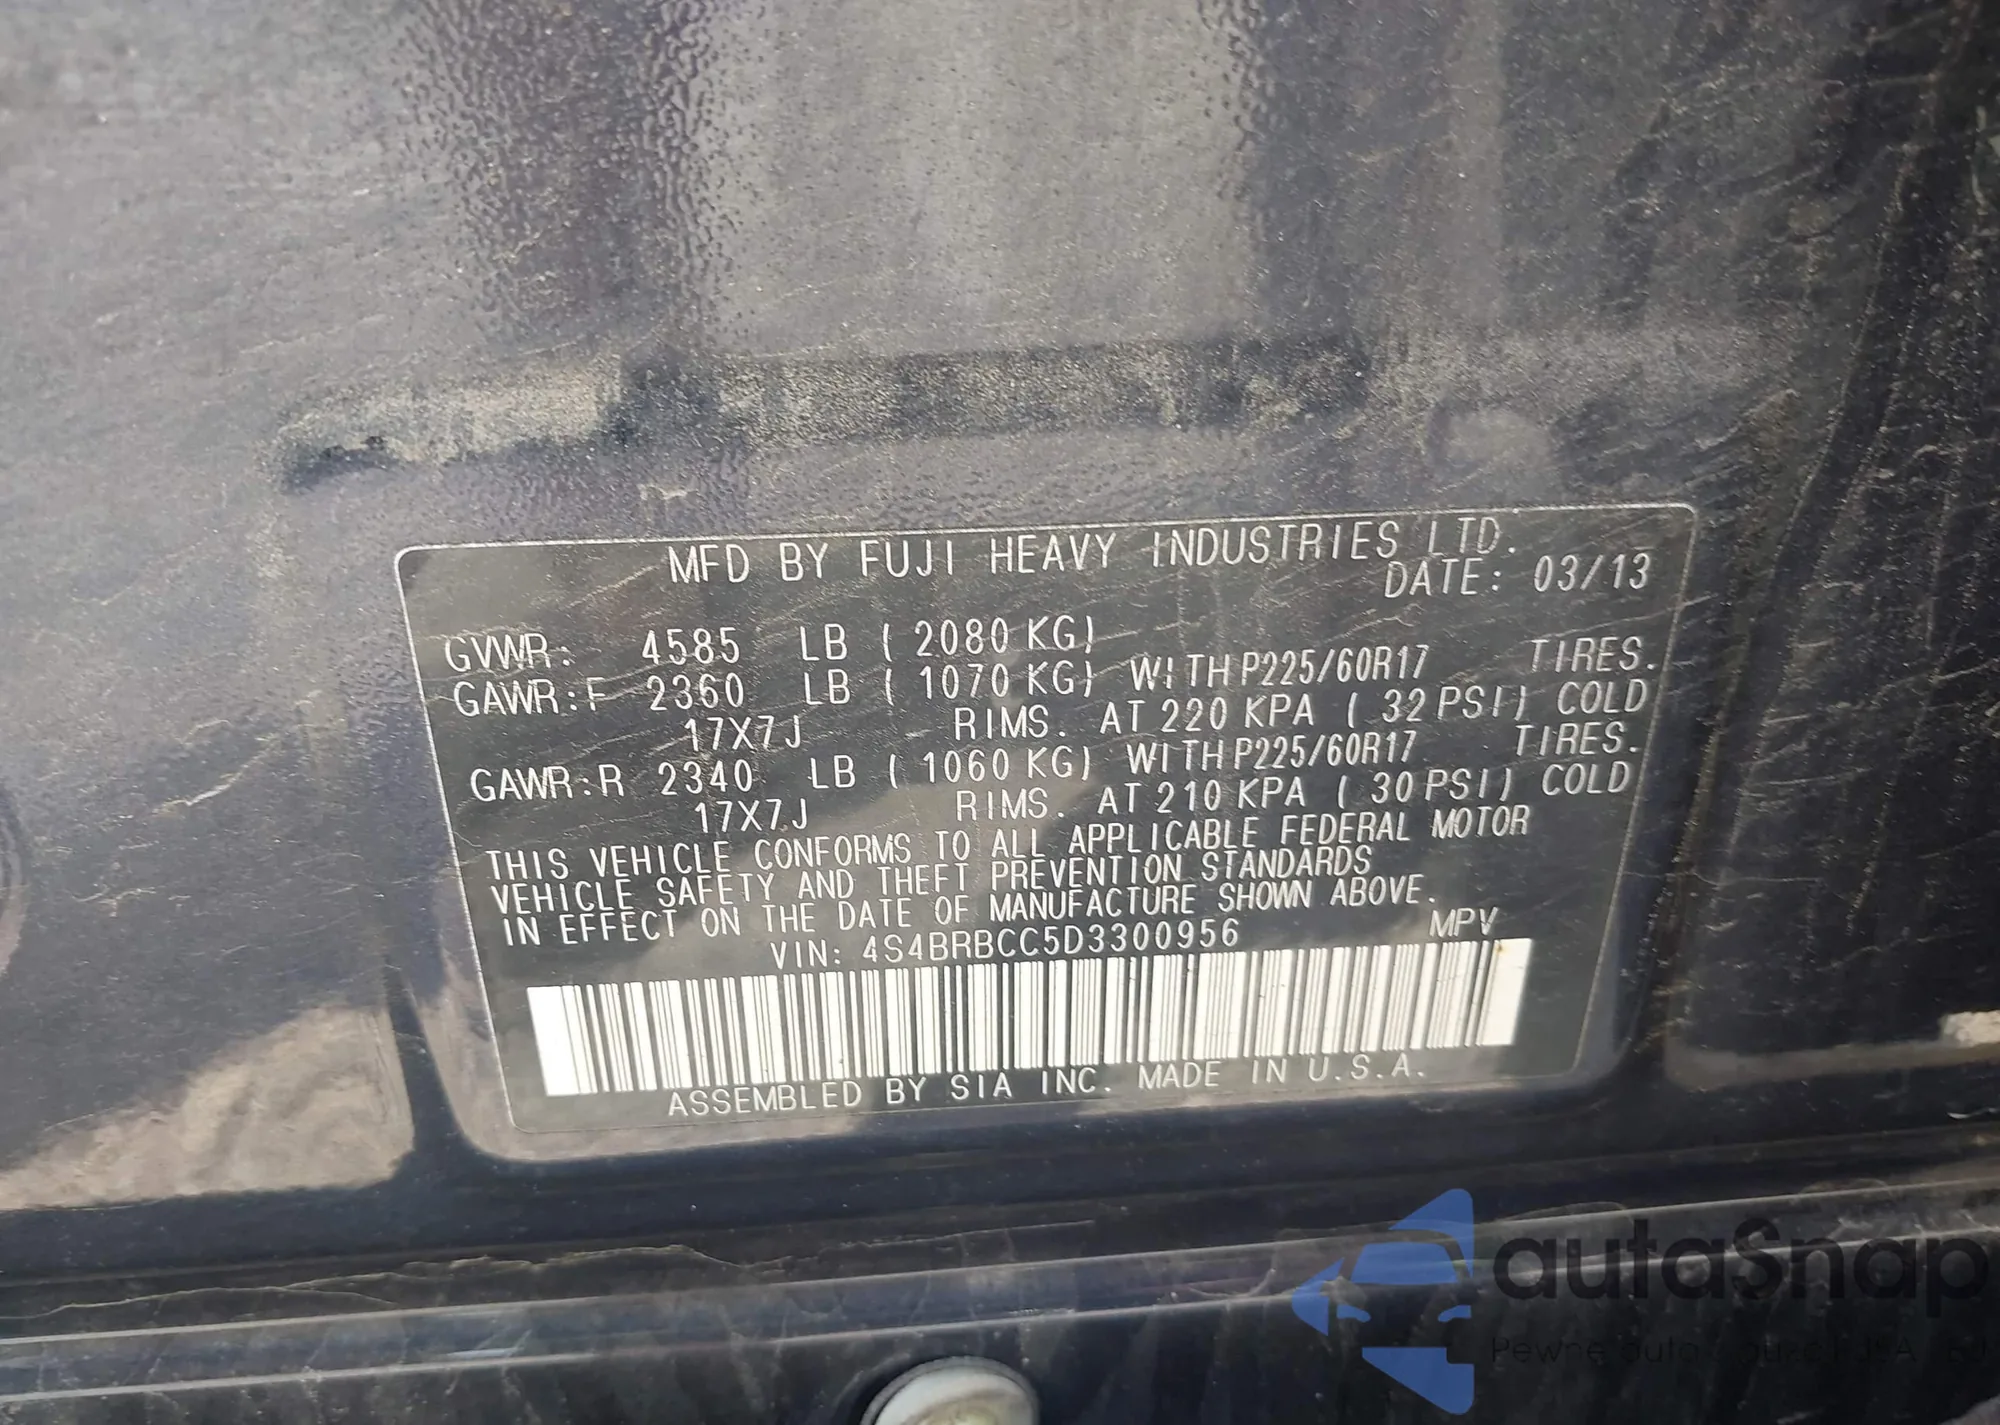 MFD BY FUJI HEAVY INDUSTRIES LTD.
DATE: 03/13
GVWR: 4585 LB ( 2080 KG)
GAWR:F 2360 LB ( 1070 KG) WITH P225/60R17 TIRES.
17X7J RIMS. AT 220 KPA ( 32 PSI) COLD
GAWR:R 2340 LB ( 1060 KG) WITH P225/60R17 TIRES.
17X7J RIMS. AT 210 KPA ( 30 PSI) COLD
THIS VEHICLE CONFORMS TO ALL APPLICABLE FEDERAL MOTOR
VEHICLE SAFETY AND THEFT PREVENTION STANDARDS
IN EFFECT ON THE DATE OF MANUFACTURE SHOWN ABOVE.
VIN: 4S4BRBCC5D3300956 MPV
ASSEMBLED BY SIA INC. MADE IN U.S.A.
autaSnap
Pewne auta